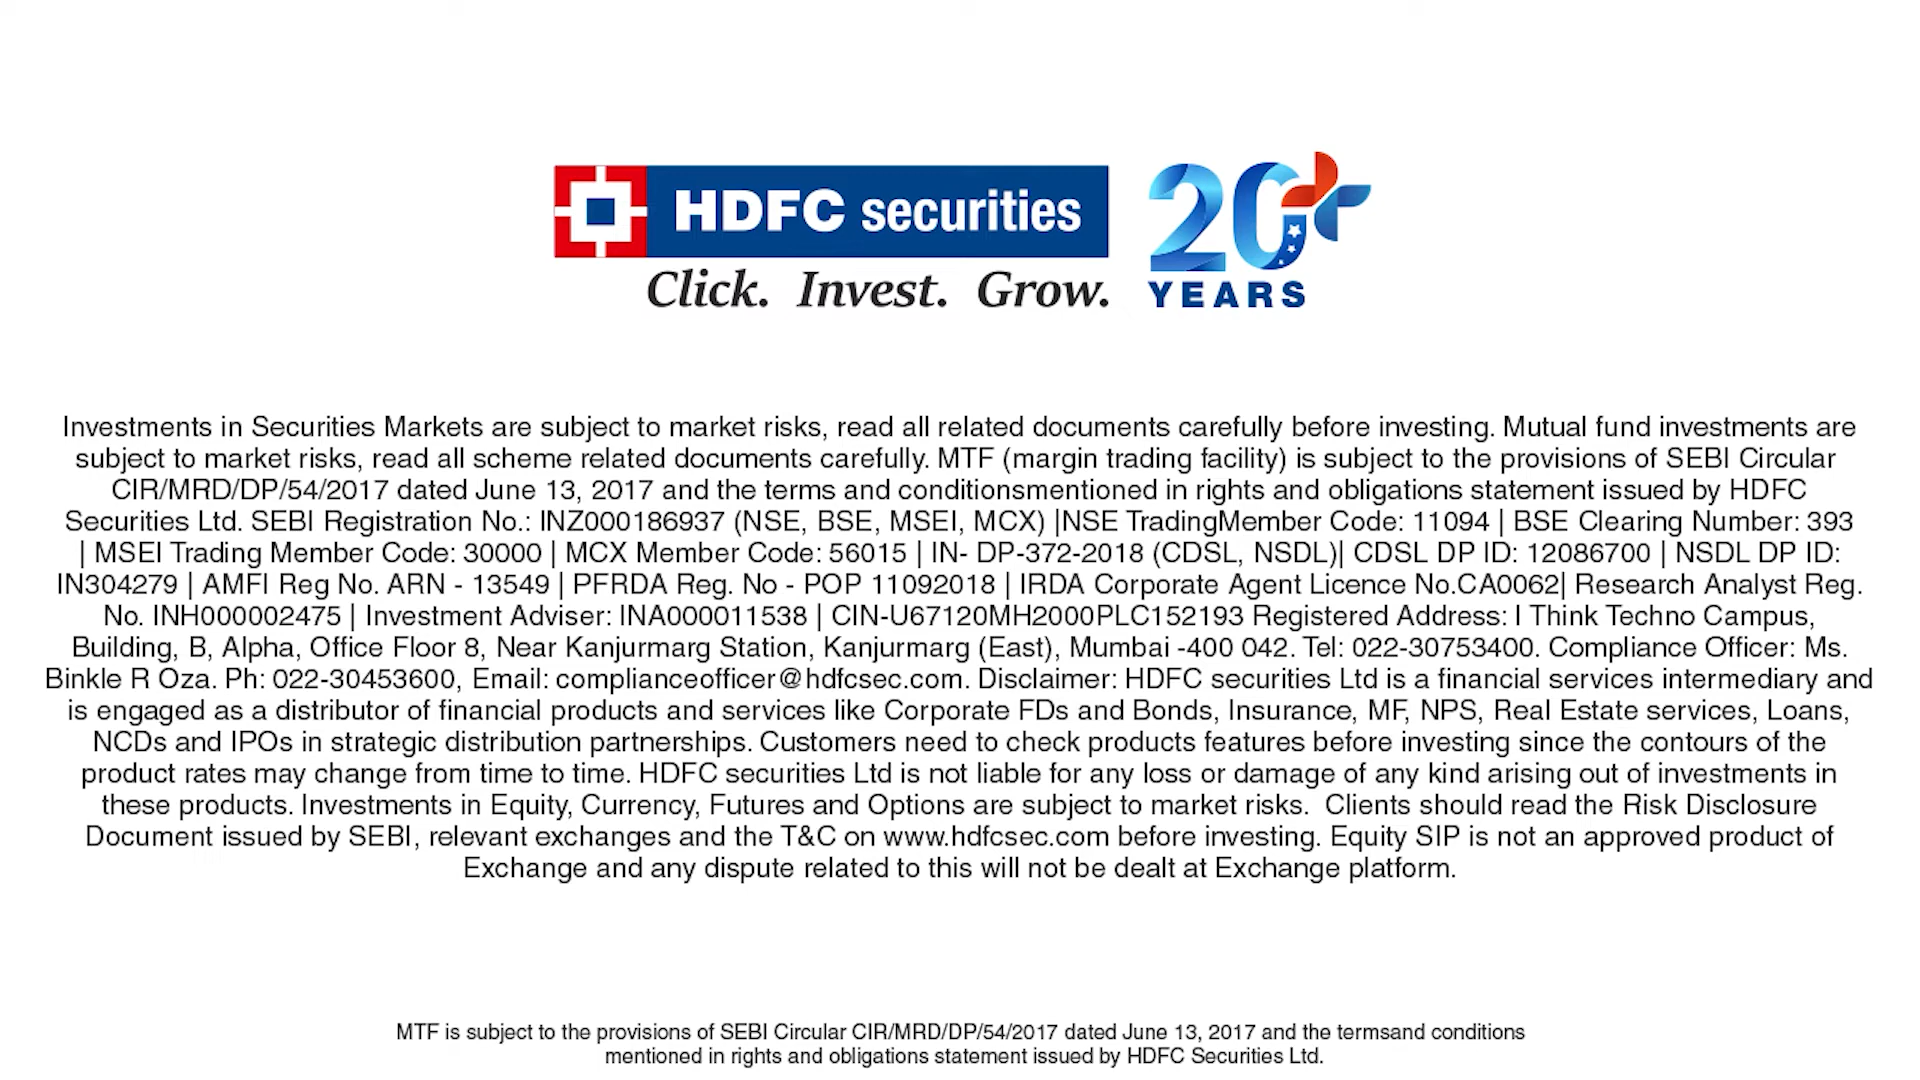 HDFC securities
Click. Invest. Grow.
20
YEARS
Investments in Securities Markets are subject to market risks, read all related documents carefully before investing. Mutual fund investments are
subject to market risks, read all scheme related documents carefully. MTF (margin trading facility) is subject to the provisions of SEBI Circular
CIR/MRD/DP/54/2017 dated June 13, 2017 and the terms and conditionsmentioned in rights and obligations statement issued by HDFC
Securities Ltd. SEBI Registration No.: INZ000186937 (NSE, BSE, MSEI, MCX) |NSE TradingMember Code: 11094 | BSE Clearing Number: 393
| MSEI Trading Member Code: 30000 | MCX Member Code: 56015 | IN- DP-372-2018 (CDSL, NSDL)| CDSL DP ID: 12086700 | NSDL DP ID:
IN304279 | AMFI Reg No. ARN - 13549 | PFRDA Reg. No - POP 11092018 | IRDA Corporate Agent Licence No.CA0062| Research Analyst Reg.
No. INH000002475 | Investment Adviser: INA000011538 | CIN-U67120MH2000PLC152193 Registered Address: I Think Techno Campus,
Building, B, Alpha, Office Floor 8, Near Kanjurmarg Station, Kanjurmarg (East), Mumbai -400 042. Tel: 022-30753400. Compliance Officer: Ms.
Binkle R Oza. Ph: 022-30453600, Email: complianceofficer@hdfcsec.com. Disclaimer: HDFC securities Ltd is a financial services intermediary and
is engaged as a distributor of financial products and services like Corporate FDs and Bonds, Insurance, MF, NPS, Real Estate services, Loans,
NCDs and IPOs in strategic distribution partnerships. Customers need to check products features before investing since the contours of the
product rates may change from time to time. HDFC securities Ltd is not liable for any loss or damage of any kind arising out of investments in
these products. Investments in Equity, Currency, Futures and Options are subject to market risks.  Clients should read the Risk Disclosure
Document issued by SEBI, relevant exchanges and the T&C on www.hdfcsec.com before investing. Equity SIP is not an approved product of
Exchange and any dispute related to this will not be dealt at Exchange platform.
MTF is subject to the provisions of SEBI Circular CIR/MRD/DP/54/2017 dated June 13, 2017 and the termsand conditions
mentioned in rights and obligations statement issued by HDFC Securities Ltd.